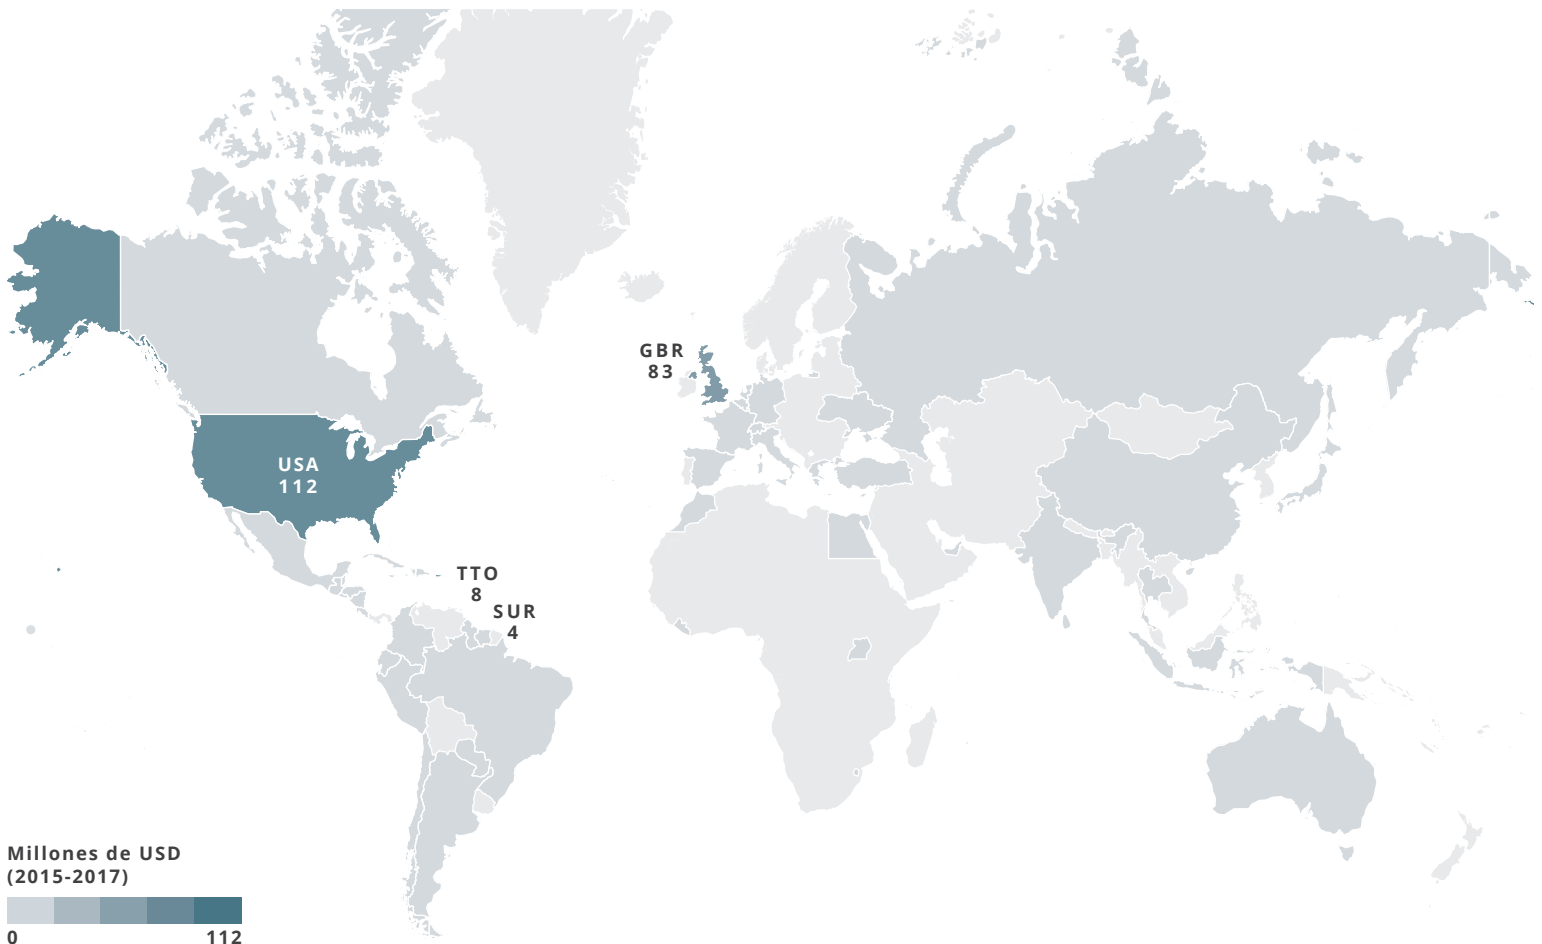 GBR
83
USA
112
TTO
8
SUR
4
Millones de USD
(2015-2017)
0 112